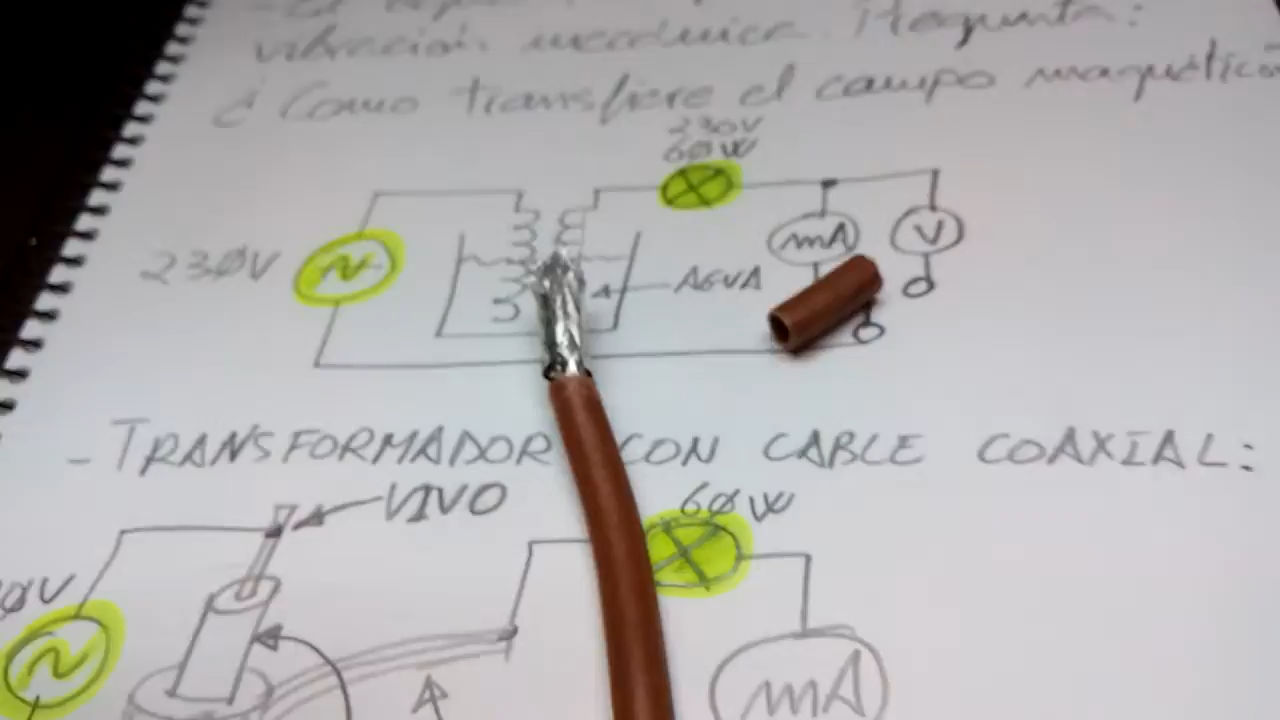 vibración mecánica. Pregunta:
¿Como transfiere el campo magnético
230V
60W
230V
mA
V
AGUA
- TRANSFORMADOR CON CABLE COAXIAL:
VIVO
60W
0V
mA